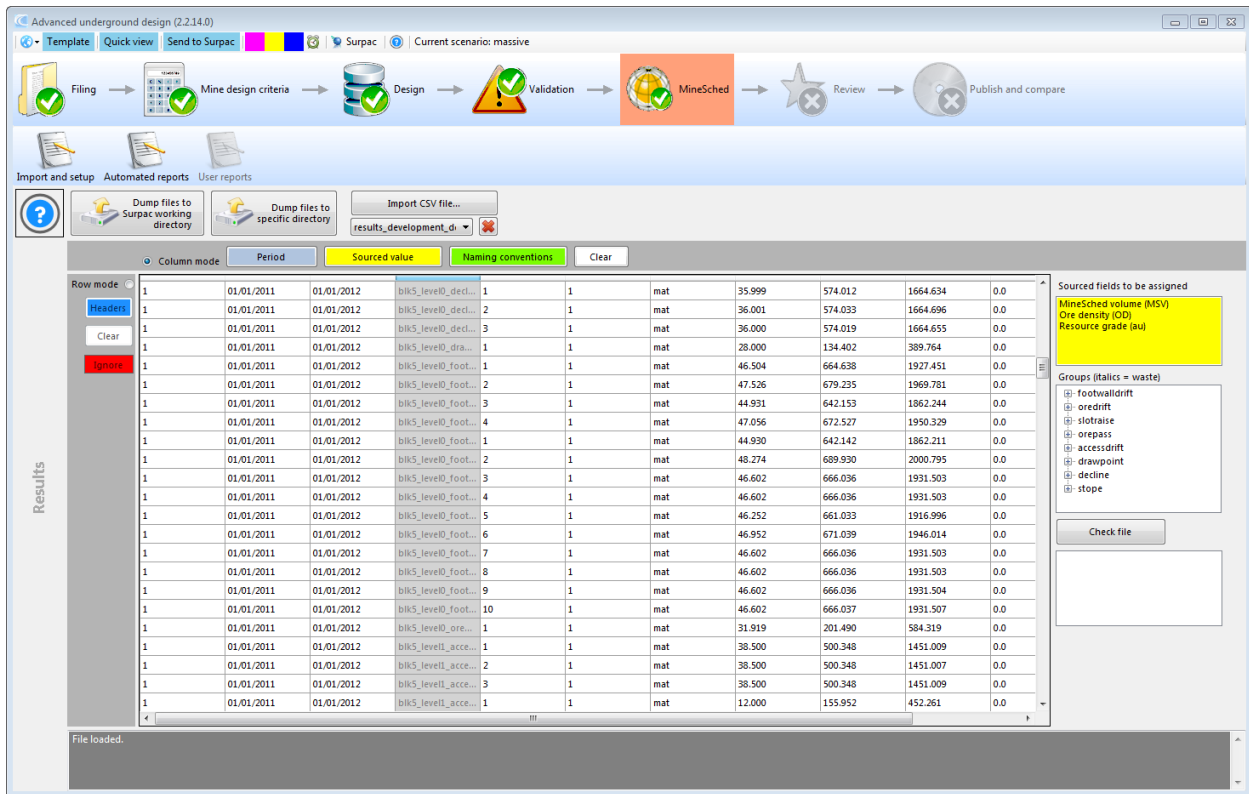 Advanced underground design (2.2.14.0)
Template Quick view Send to Surpac Surpac Current scenario: massive
Filing Mine design criteria Design Validation MineSched Review Publish and compare
Import and setup Automated reports User reports
Dump files to Surpac working directory
Dump files to specific directory
Import CSV file...
results_development_d
Column mode Period Sourced value Naming conventions Clear
Row mode
Headers
Clear
Ignore
Results
1 01/01/2011 01/01/2012 blk5_level0_decl... 1 1 mat 35.999 574.012 1664.634 0.0
1 01/01/2011 01/01/2012 blk5_level0_decl... 2 1 mat 36.001 574.033 1664.696 0.0
1 01/01/2011 01/01/2012 blk5_level0_decl... 3 1 mat 36.000 574.019 1664.655 0.0
1 01/01/2011 01/01/2012 blk5_level0_dra... 1 1 mat 28.000 134.402 389.764 0.0
1 01/01/2011 01/01/2012 blk5_level0_foot... 1 1 mat 46.504 664.638 1927.451 0.0
1 01/01/2011 01/01/2012 blk5_level0_foot... 2 1 mat 47.526 679.235 1969.781 0.0
1 01/01/2011 01/01/2012 blk5_level0_foot... 3 1 mat 44.931 642.153 1862.244 0.0
1 01/01/2011 01/01/2012 blk5_level0_foot... 4 1 mat 47.056 672.527 1950.329 0.0
1 01/01/2011 01/01/2012 blk5_level0_foot... 1 1 mat 44.930 642.142 1862.211 0.0
1 01/01/2011 01/01/2012 blk5_level0_foot... 2 1 mat 48.274 689.930 2000.795 0.0
1 01/01/2011 01/01/2012 blk5_level0_foot... 3 1 mat 46.602 666.036 1931.503 0.0
1 01/01/2011 01/01/2012 blk5_level0_foot... 4 1 mat 46.602 666.036 1931.503 0.0
1 01/01/2011 01/01/2012 blk5_level0_foot... 5 1 mat 46.252 661.033 1916.996 0.0
1 01/01/2011 01/01/2012 blk5_level0_foot... 6 1 mat 46.952 671.039 1946.014 0.0
1 01/01/2011 01/01/2012 blk5_level0_foot... 7 1 mat 46.602 666.036 1931.503 0.0
1 01/01/2011 01/01/2012 blk5_level0_foot... 8 1 mat 46.602 666.036 1931.503 0.0
1 01/01/2011 01/01/2012 blk5_level0_foot... 9 1 mat 46.602 666.036 1931.504 0.0
1 01/01/2011 01/01/2012 blk5_level0_foot... 10 1 mat 46.602 666.037 1931.507 0.0
1 01/01/2011 01/01/2012 blk5_level0_ore... 1 1 mat 31.919 201.490 584.319 0.0
1 01/01/2011 01/01/2012 blk5_level1_acce... 1 1 mat 38.500 500.348 1451.009 0.0
1 01/01/2011 01/01/2012 blk5_level1_acce... 2 1 mat 38.500 500.348 1451.007 0.0
1 01/01/2011 01/01/2012 blk5_level1_acce... 3 1 mat 38.500 500.348 1451.009 0.0
1 01/01/2011 01/01/2012 blk5_level1_acce... 1 1 mat 12.000 155.952 452.261 0.0
Sourced fields to be assigned
MineSched volume (MSV)
Ore density (OD)
Resource grade (au)
Groups (italics = waste)
footwalldrift
oredrift
slotraise
orepass
accessdrift
drawpoint
decline
stope
Check file
File loaded.